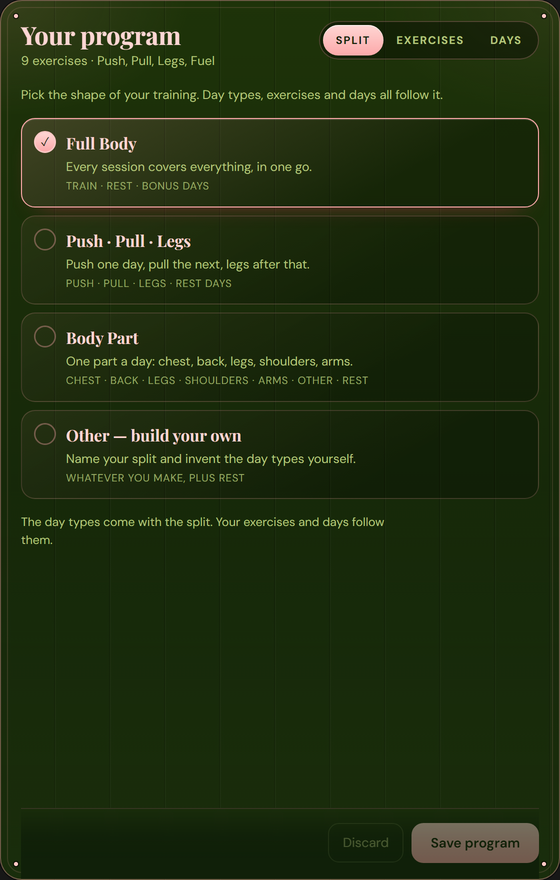 Your program
SPLIT EXERCISES DAYS
9 exercises · Push, Pull, Legs, Fuel
Pick the shape of your training. Day types, exercises and days all follow it.
Full Body
Every session covers everything, in one go.
TRAIN · REST · BONUS DAYS
Push · Pull · Legs
Push one day, pull the next, legs after that.
PUSH · PULL · LEGS · REST DAYS
Body Part
One part a day: chest, back, legs, shoulders, arms.
CHEST · BACK · LEGS · SHOULDERS · ARMS · OTHER · REST
Other — build your own
Name your split and invent the day types yourself.
WHATEVER YOU MAKE, PLUS REST
The day types come with the split. Your exercises and days follow
them.
Discard Save program